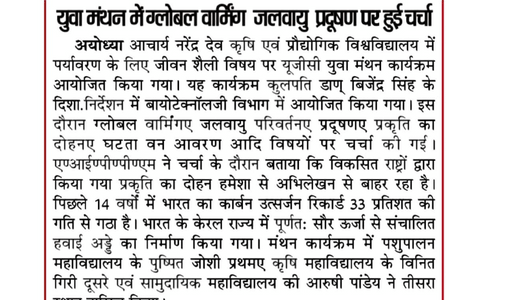 युवा मंथन में ग्लोबल वार्मिंग जलवायु प्रदूषण पर हुई चर्चा
अयोध्या आचार्य नरेंद्र देव कृषि एवं प्रौद्योगिक विश्वविद्यालय में
पर्यावरण के लिए जीवन शैली विषय पर यूजीसी युवा मंथन कार्यक्रम
आयोजित किया गया। यह कार्यक्रम कुलपति डाण् बिजेंद्र सिंह के
दिशा.निर्देशन में बायोटेक्नॉलजी विभाग में आयोजित किया गया। इस
दौरान ग्लोबल वार्मिंगए जलवायु परिवर्तनए प्रदूषणए प्रकृति का
दोहनए घटता वन आवरण आदि विषयों पर चर्चा की गई।
एण्आईण्पीण्पीण्एम ने चर्चा के दौरान बताया कि विकसित राष्ट्रों द्वारा
किया गया प्रकृति का दोहन हमेशा से अभिलेखन से बाहर रहा है।
पिछले 14 वर्षो में भारत का कार्बन उत्सर्जन रिकार्ड 33 प्रतिशत की
गति से गठा है। भारत के केरल राज्य में पूर्णत: सौर ऊर्जा से संचालित
हवाई अड्डे का निर्माण किया गया। मंथन कार्यक्रम में पशुपालन
महाविद्यालय के पुष्पित जोशी प्रथमए कृषि महाविद्यालय के विनित
गिरी दूसरे एवं सामुदायिक महाविद्यालय की आरुषी पांडेय ने तीसरा